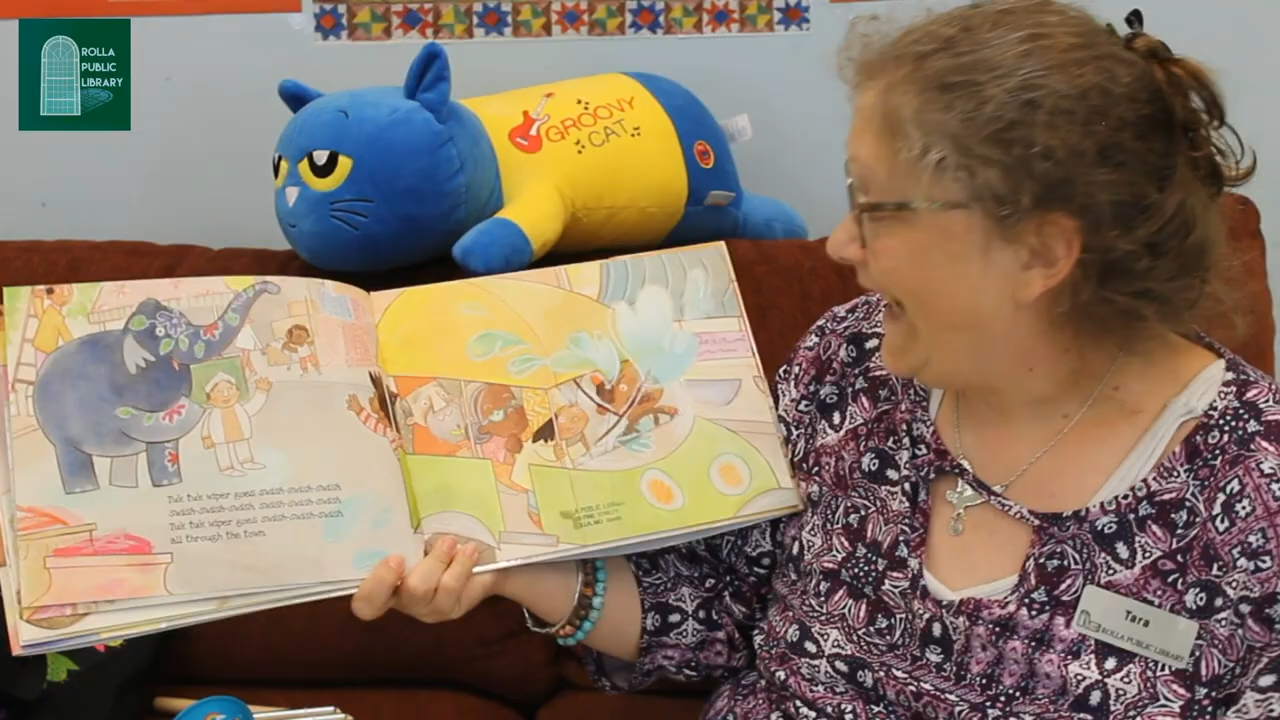 ROLLA
PUBLIC
LIBRARY
GROOVY
CAT
Tuk tuk wiper goes swish-swish-swish
swish-swish-swish swish-swish-swish
Tuk tuk wiper goes swish-swish-swish
all through the town.
PUBLIC
Tara
ROLLA PUBLIC LIBRARY